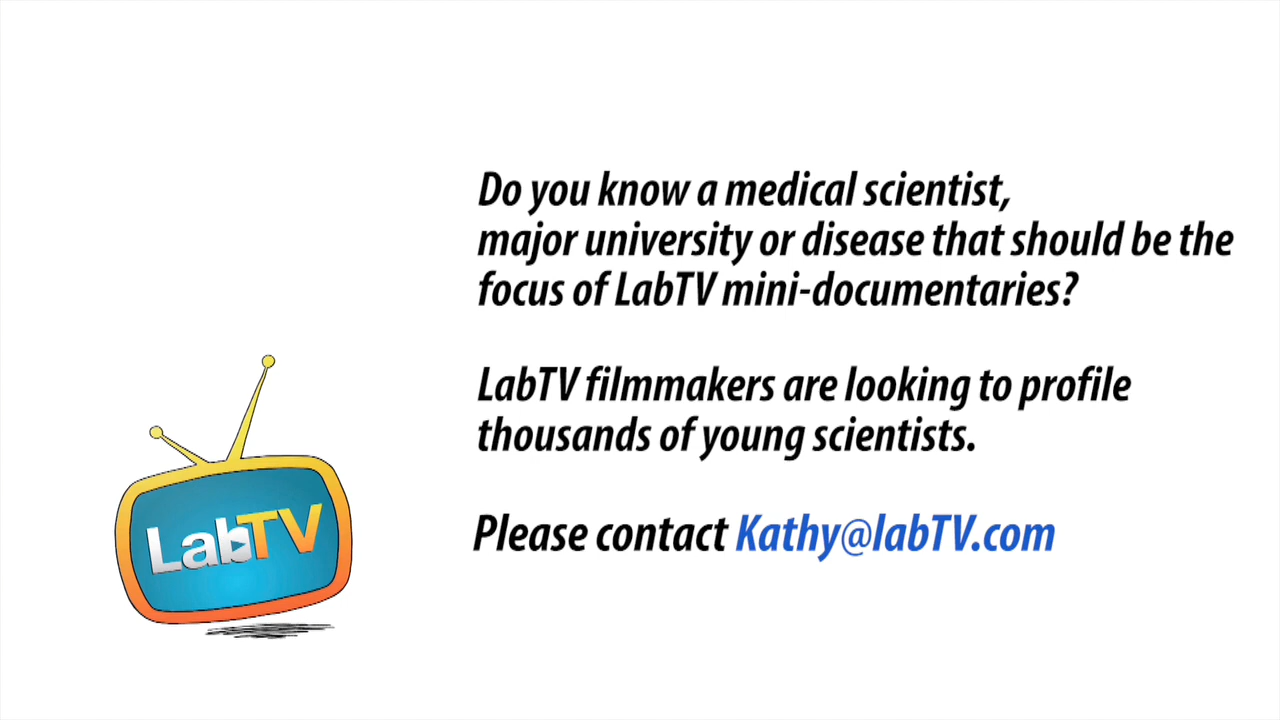 Do you know a medical scientist,
major university or disease that should be the
focus of LabTV mini-documentaries?
LabTV filmmakers are looking to profile
thousands of young scientists.
Please contact Kathy@labTV.com
LabTV